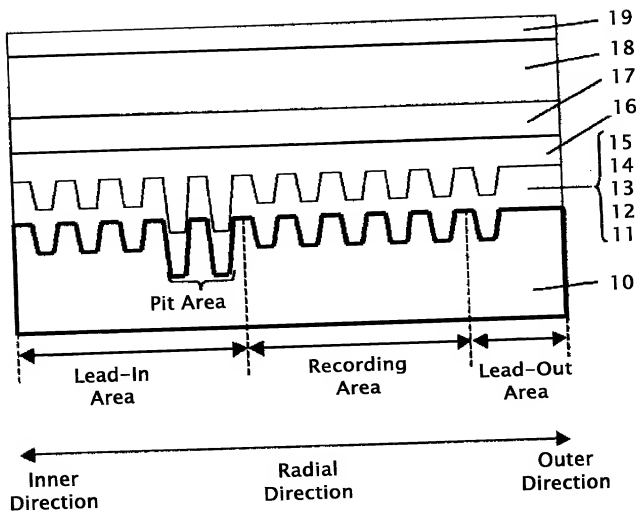 19
18
17
16
15
14
13
12
11
10
Pit Area
Lead-In
Area
Recording
Area
Lead-Out
Area
Inner
Direction
Radial
Direction
Outer
Direction